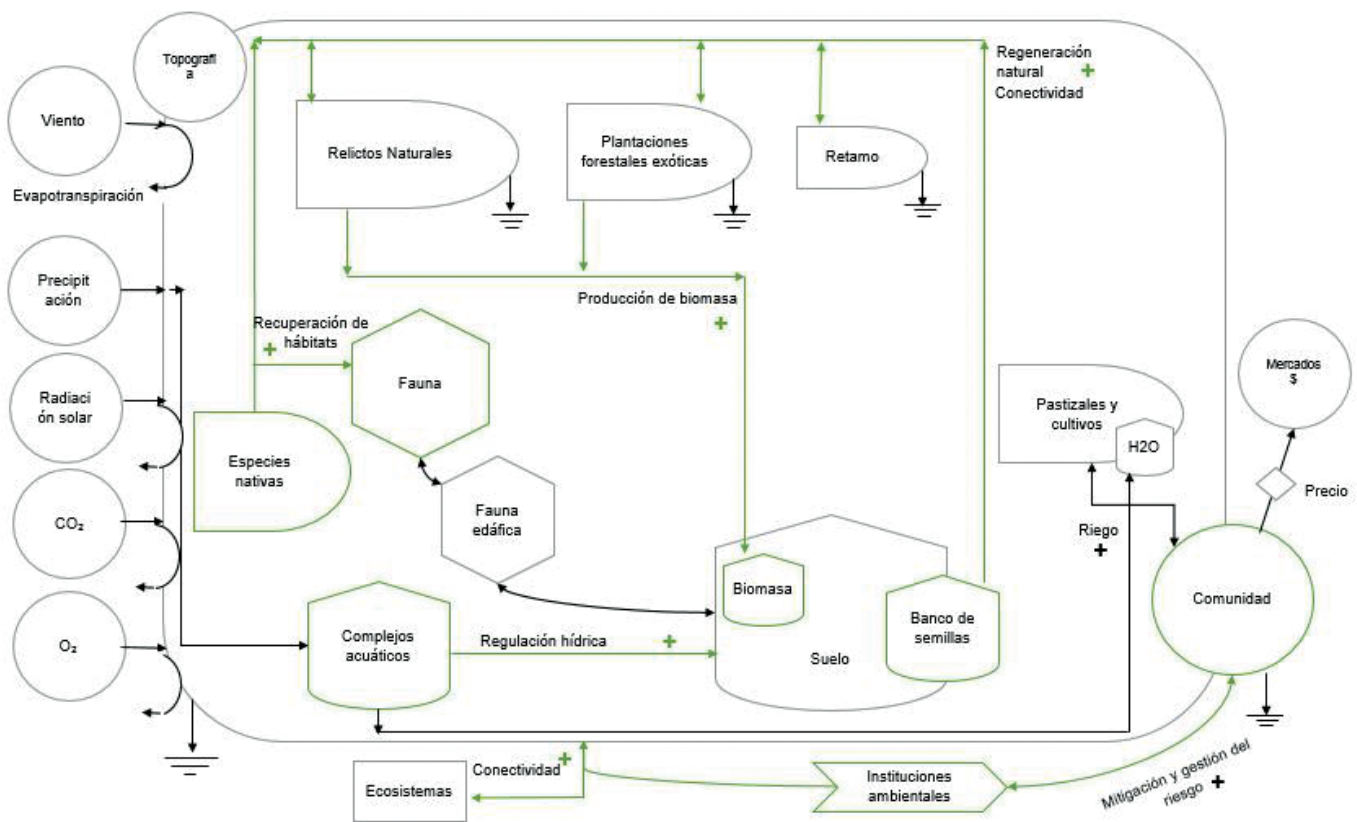 Topografí
a
Viento
Evapotranspiración
Regeneración
natural +
Conectividad
Relictos Naturales
Plantaciones
forestales exóticas
Retamo
Precipit
ación
Producción de biomasa
+
Recuperación de
+ hábitats
Fauna
Mercados
$
Radiaci
ón solar
Pastizales y
cultivos
H2O
Especies
nativas
Precio
CO₂
Fauna
edáfica
Riego
+
Biomasa
Comunidad
Banco de
semillas
O₂
Complejos
acuáticos
Regulación hídrica +
Suelo
Conectividad +
Ecosistemas
Instituciones
ambientales
Mitigación y gestión del
riesgo +